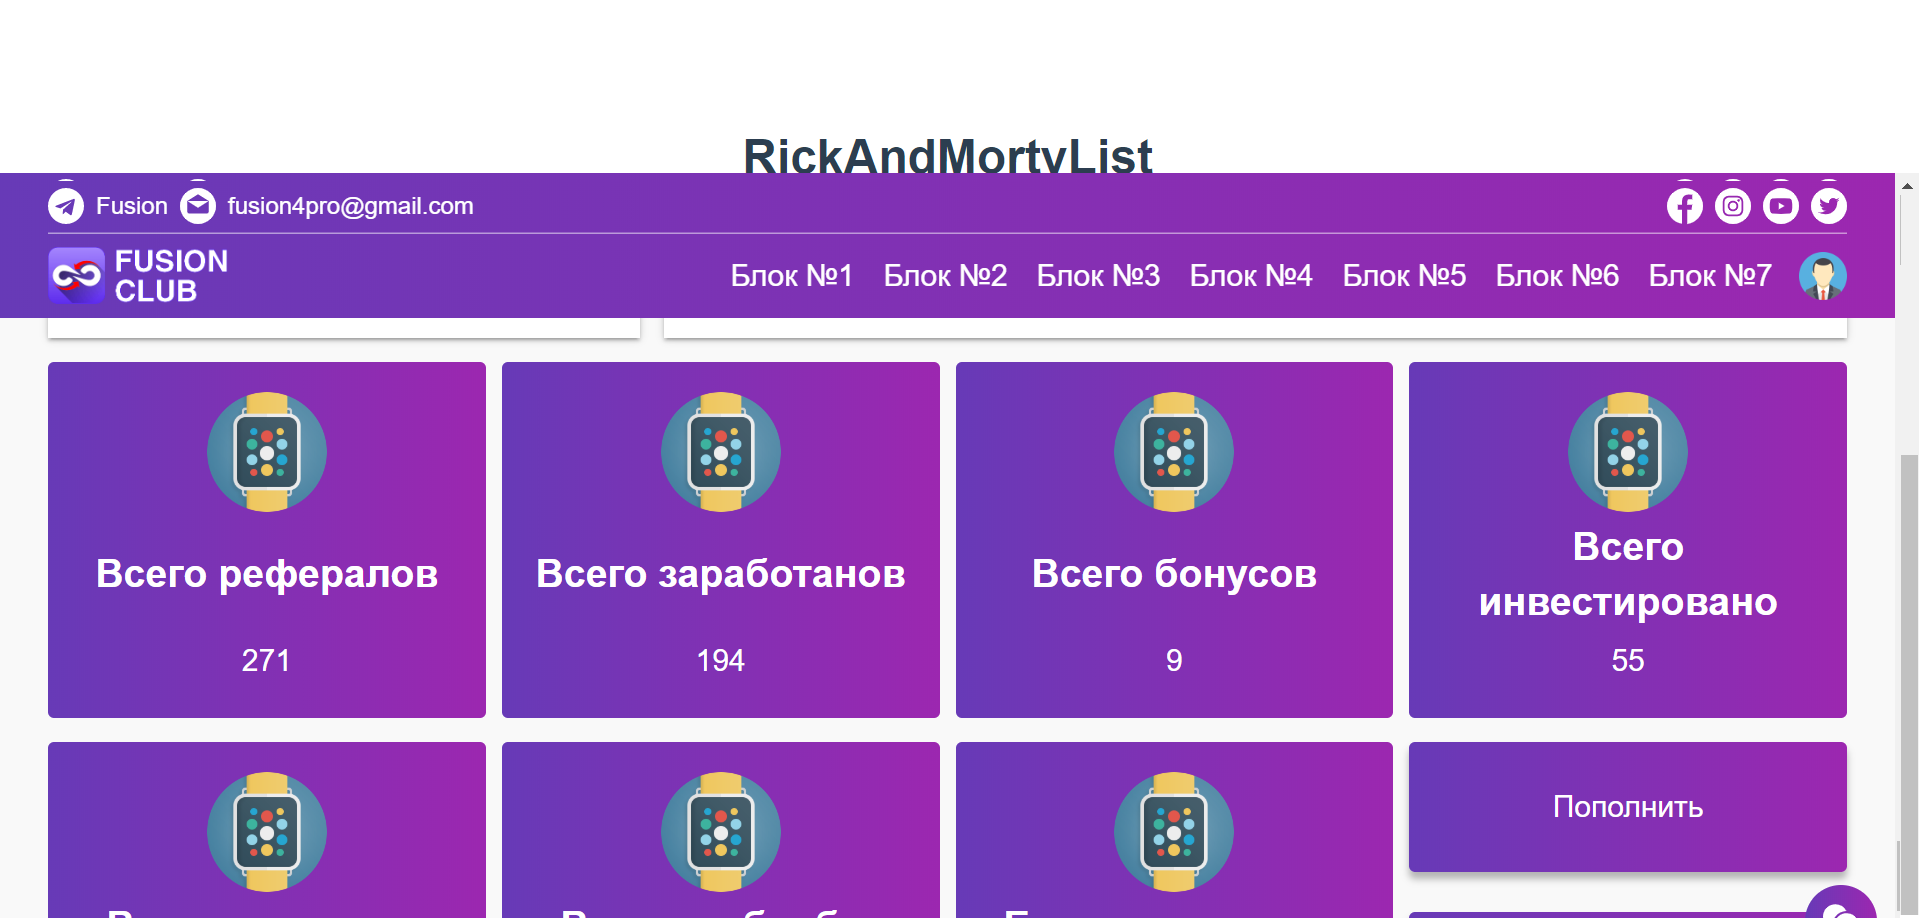 RickAndMortyList
Fusion fusion4pro@gmail.com
FUSION
CLUB
Блок №1 Блок №2 Блок №3 Блок №4 Блок №5 Блок №6 Блок №7
Всего рефералов
271
Всего заработанов
194
Всего бонусов
9
Всего
инвестировано
55
Пополнить